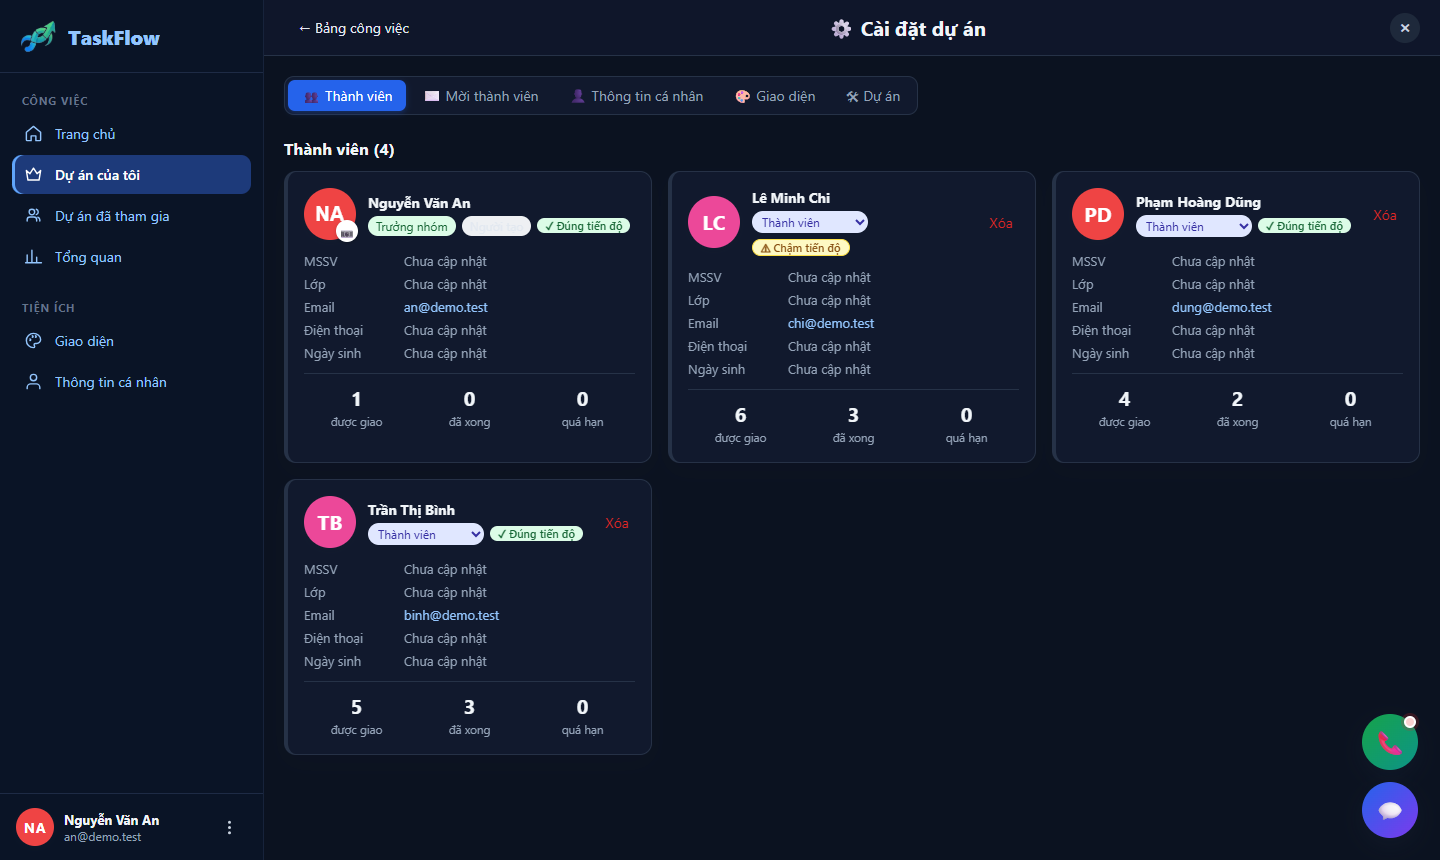 TaskFlow
CÔNG VIỆC
Trang chủ
Dự án của tôi
Dự án đã tham gia
Tổng quan
TIỆN ÍCH
Giao diện
Thông tin cá nhân
NA
Nguyễn Văn An
an@demo.test
← Bảng công việc
Cài đặt dự án
✕
Thành viên
Mời thành viên
Thông tin cá nhân
Giao diện
Dự án
Thành viên (4)
NA
Nguyễn Văn An
Trưởng nhóm
✓ Đúng tiến độ
MSSV Chưa cập nhật
Lớp Chưa cập nhật
Email an@demo.test
Điện thoại Chưa cập nhật
Ngày sinh Chưa cập nhật
1 0 0
được giao đã xong quá hạn
LC
Lê Minh Chi
Thành viên
Xóa
⚠ Chậm tiến độ
MSSV Chưa cập nhật
Lớp Chưa cập nhật
Email chi@demo.test
Điện thoại Chưa cập nhật
Ngày sinh Chưa cập nhật
6 3 0
được giao đã xong quá hạn
PD
Phạm Hoàng Dũng
Thành viên
✓ Đúng tiến độ
Xóa
MSSV Chưa cập nhật
Lớp Chưa cập nhật
Email dung@demo.test
Điện thoại Chưa cập nhật
Ngày sinh Chưa cập nhật
4 2 0
được giao đã xong quá hạn
TB
Trần Thị Bình
Thành viên
✓ Đúng tiến độ
Xóa
MSSV Chưa cập nhật
Lớp Chưa cập nhật
Email binh@demo.test
Điện thoại Chưa cập nhật
Ngày sinh Chưa cập nhật
5 3 0
được giao đã xong quá hạn